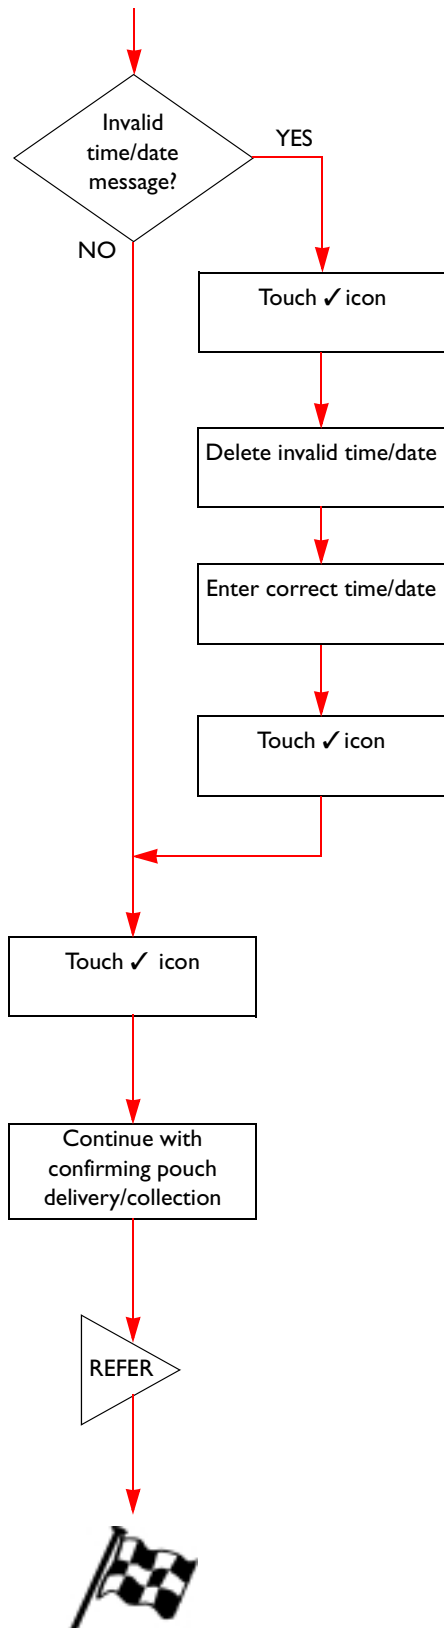 Invalid
time/date
message?
YES
NO
Touch ✓ icon
Delete invalid time/date
Enter correct time/date
Touch ✓ icon
Touch ✓ icon
Continue with
confirming pouch
delivery/collection
REFER